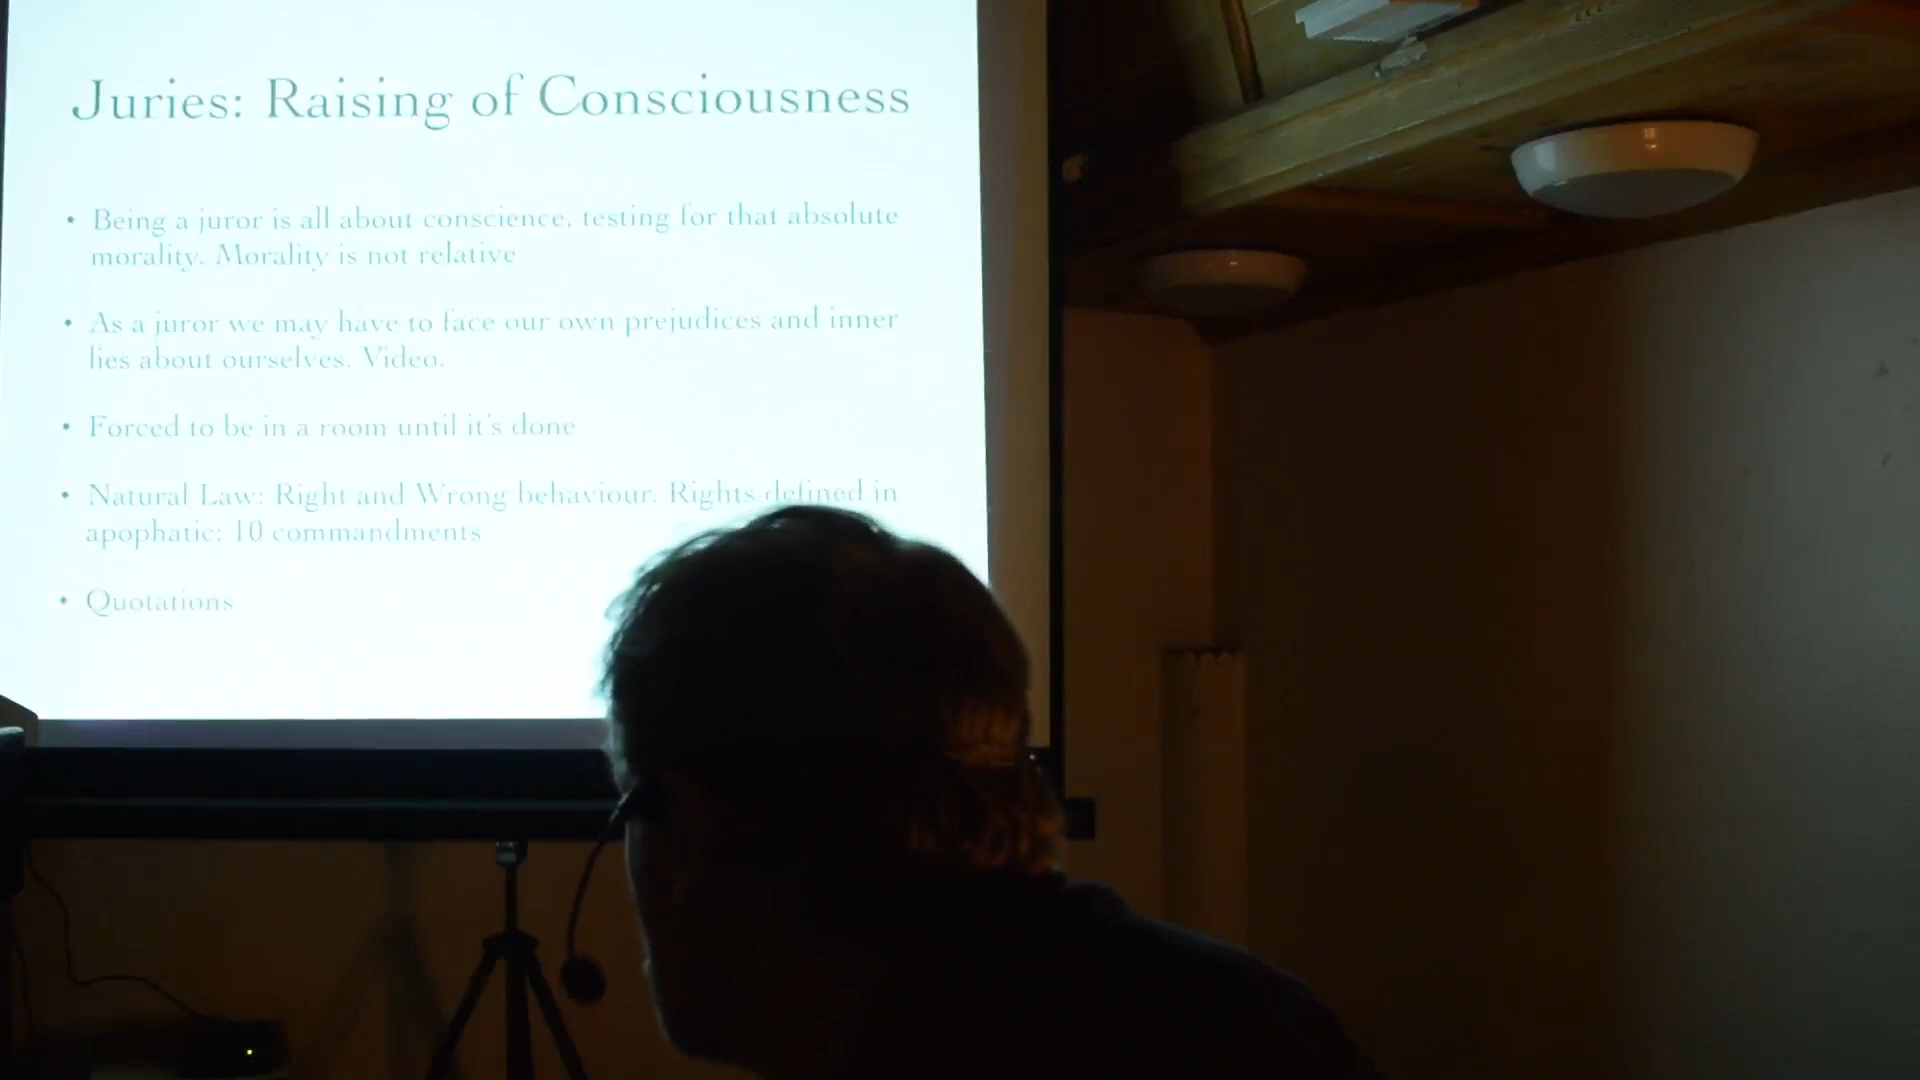 Juries: Raising of Consciousness
• Being a juror is all about conscience, testing for that absolute
morality. Morality is not relative
• As a juror we may have to face our own prejudices and inner
lies about ourselves. Video.
• Forced to be in a room until it's done
• Natural Law: Right and Wrong behaviour. Rights defined in
apophatic: 10 commandments
• Quotations